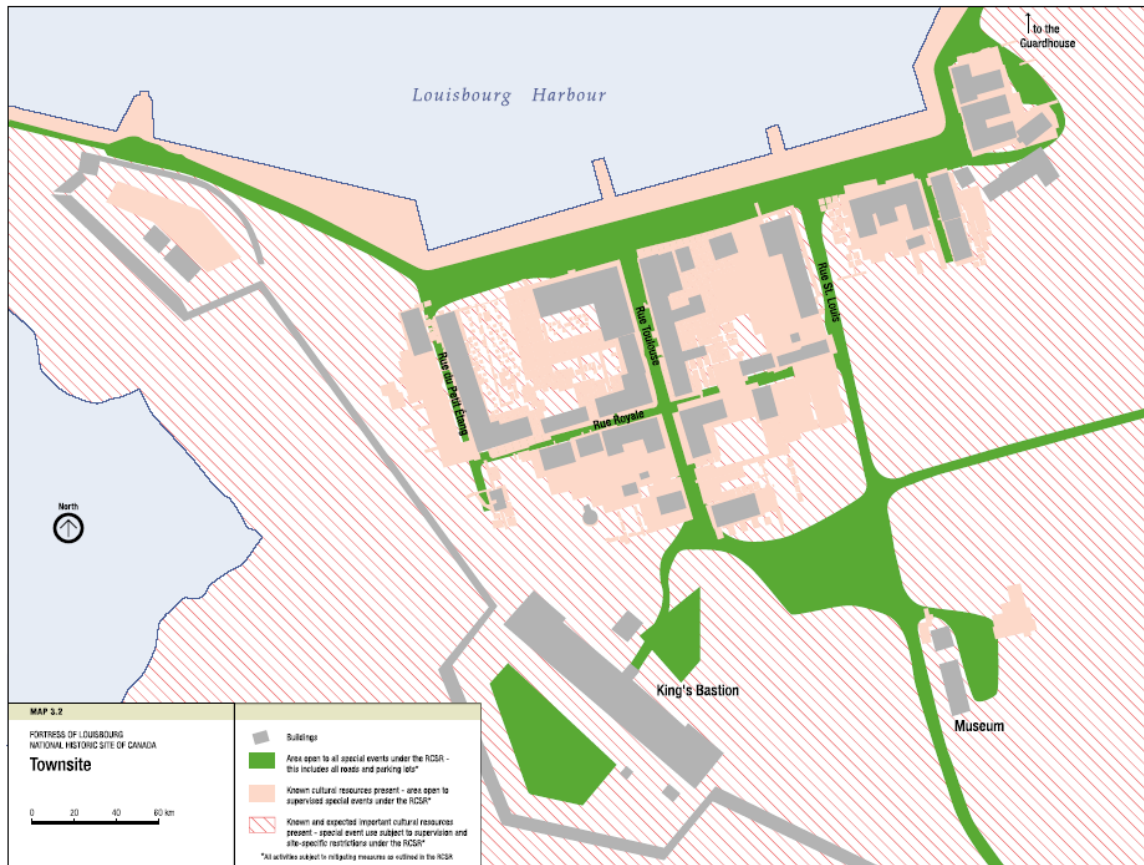 to the
Guardhouse
Louisbourg Harbour
Rue St. Louis
Rue Toulouse
Rue du Petit Étang
Rue Royale
North
King's Bastion
Museum
MAP 3.2
FORTRESS OF LOUISBOURG
NATIONAL HISTORIC SITE OF CANADA
Townsite
0 20 40 60 km
Buildings
Area open to all special events under the RCSR -
this includes all roads and parking lots*
Known cultural resources present - area open to
supervised special events under the RCSR*
Known and expected important cultural resources
present - special event use subject to supervision and
site-specific restrictions under the RCSR*
*All activities subject to mitigating measures as outlined in the RCSR